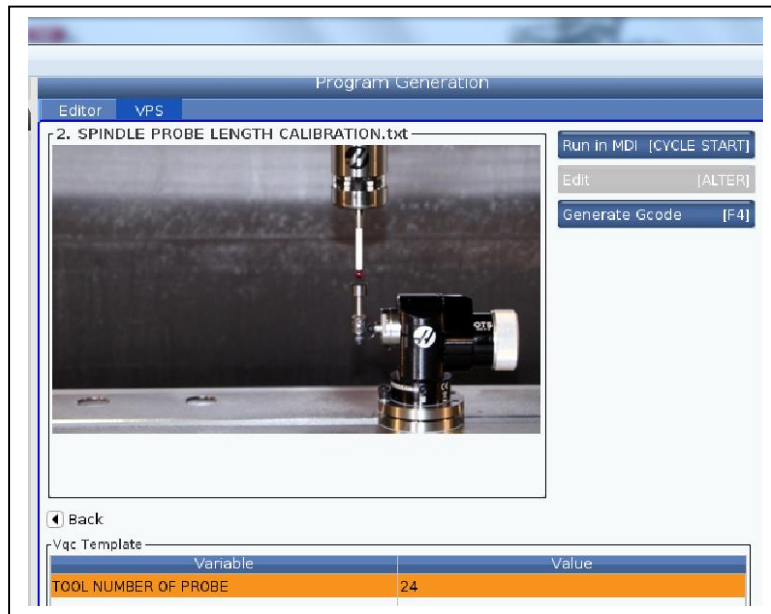 Program Generation
Editor VPS
2. SPINDLE PROBE LENGTH CALIBRATION.txt
Run in MDI [CYCLE START]
Edit [ALTER]
Generate Gcode [F4]
OTS
Back
Vqc Template
Variable Value
TOOL NUMBER OF PROBE 24